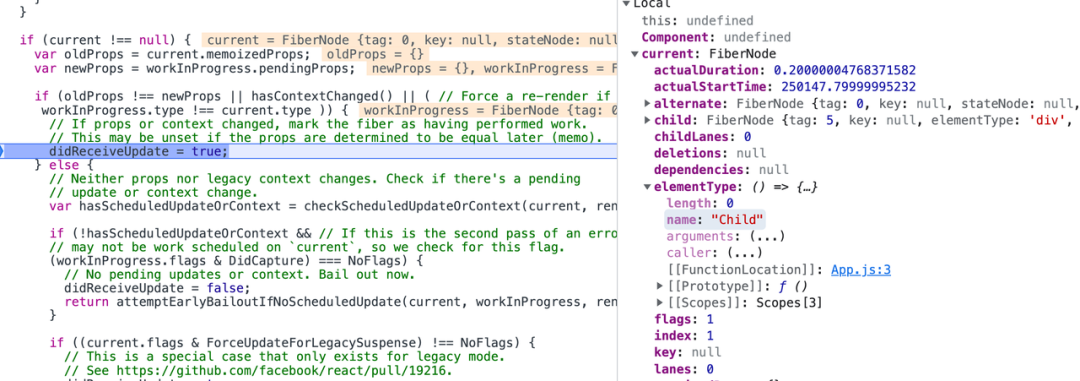 }
}
if (current !== null) { current = FiberNode {tag: 0, key: null, stateNode: null
var oldProps = current.memoizedProps; oldProps = {}
var newProps = workInProgress.pendingProps; newProps = {}, workInProgress = F
if (oldProps !== newProps || hasContextChanged() || ( // Force a re-render if
workInProgress.type !== current.type )) { workInProgress = FiberNode {tag: 0
// If props or context changed, mark the fiber as having performed work.
// This may be unset if the props are determined to be equal later (memo).
didReceiveUpdate = true;
} else {
// Neither props nor legacy context changes. Check if there's a pending
// update or context change.
var hasScheduledUpdateOrContext = checkScheduledUpdateOrContext(current, ren
if (!hasScheduledUpdateOrContext && // If this is the second pass of an erro
// may not be work scheduled on `current`, so we check for this flag.
(workInProgress.flags & DidCapture) === NoFlags) {
// No pending updates or context. Bail out now.
didReceiveUpdate = false;
return attemptEarlyBailoutIfNoScheduledUpdate(current, workInProgress, ren
}
if ((current.flags & ForceUpdateForLegacySuspense) !== NoFlags) {
// This is a special case that only exists for legacy mode.
// See https://github.com/facebook/react/pull/19216.
Local
this: undefined
Component: undefined
current: FiberNode
actualDuration: 0.20000004768371582
actualStartTime: 250147.79999995232
alternate: FiberNode {tag: 0, key: null, stateNode: null,
child: FiberNode {tag: 5, key: null, elementType: 'div',
childLanes: 0
deletions: null
dependencies: null
elementType: () => {…}
length: 0
name: "Child"
arguments: (...)
caller: (...)
[[FunctionLocation]]: App.js:3
[[Prototype]]: ƒ ()
[[Scopes]]: Scopes[3]
flags: 1
index: 1
key: null
lanes: 0